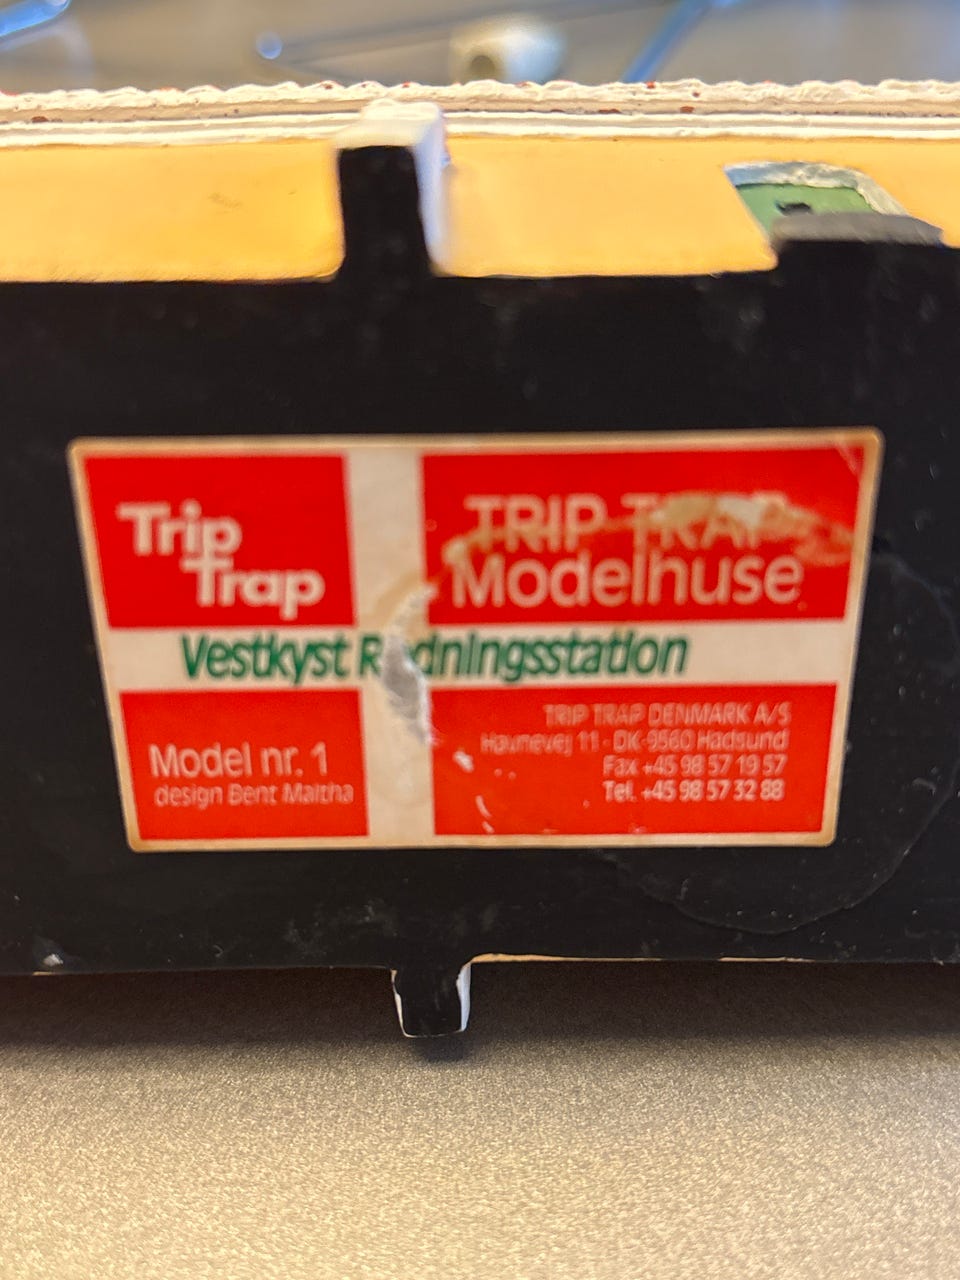 Trip
Trap
TRIP TRAP
Modelhuse
Vestkyst Redningsstation
Model nr. 1
design Bent Maltha
TRIP TRAP DENMARK A/S
Havnevej 11 - DK-9560 Hadsund
Fax +45 98 57 19 57
Tel. +45 98 57 32 88